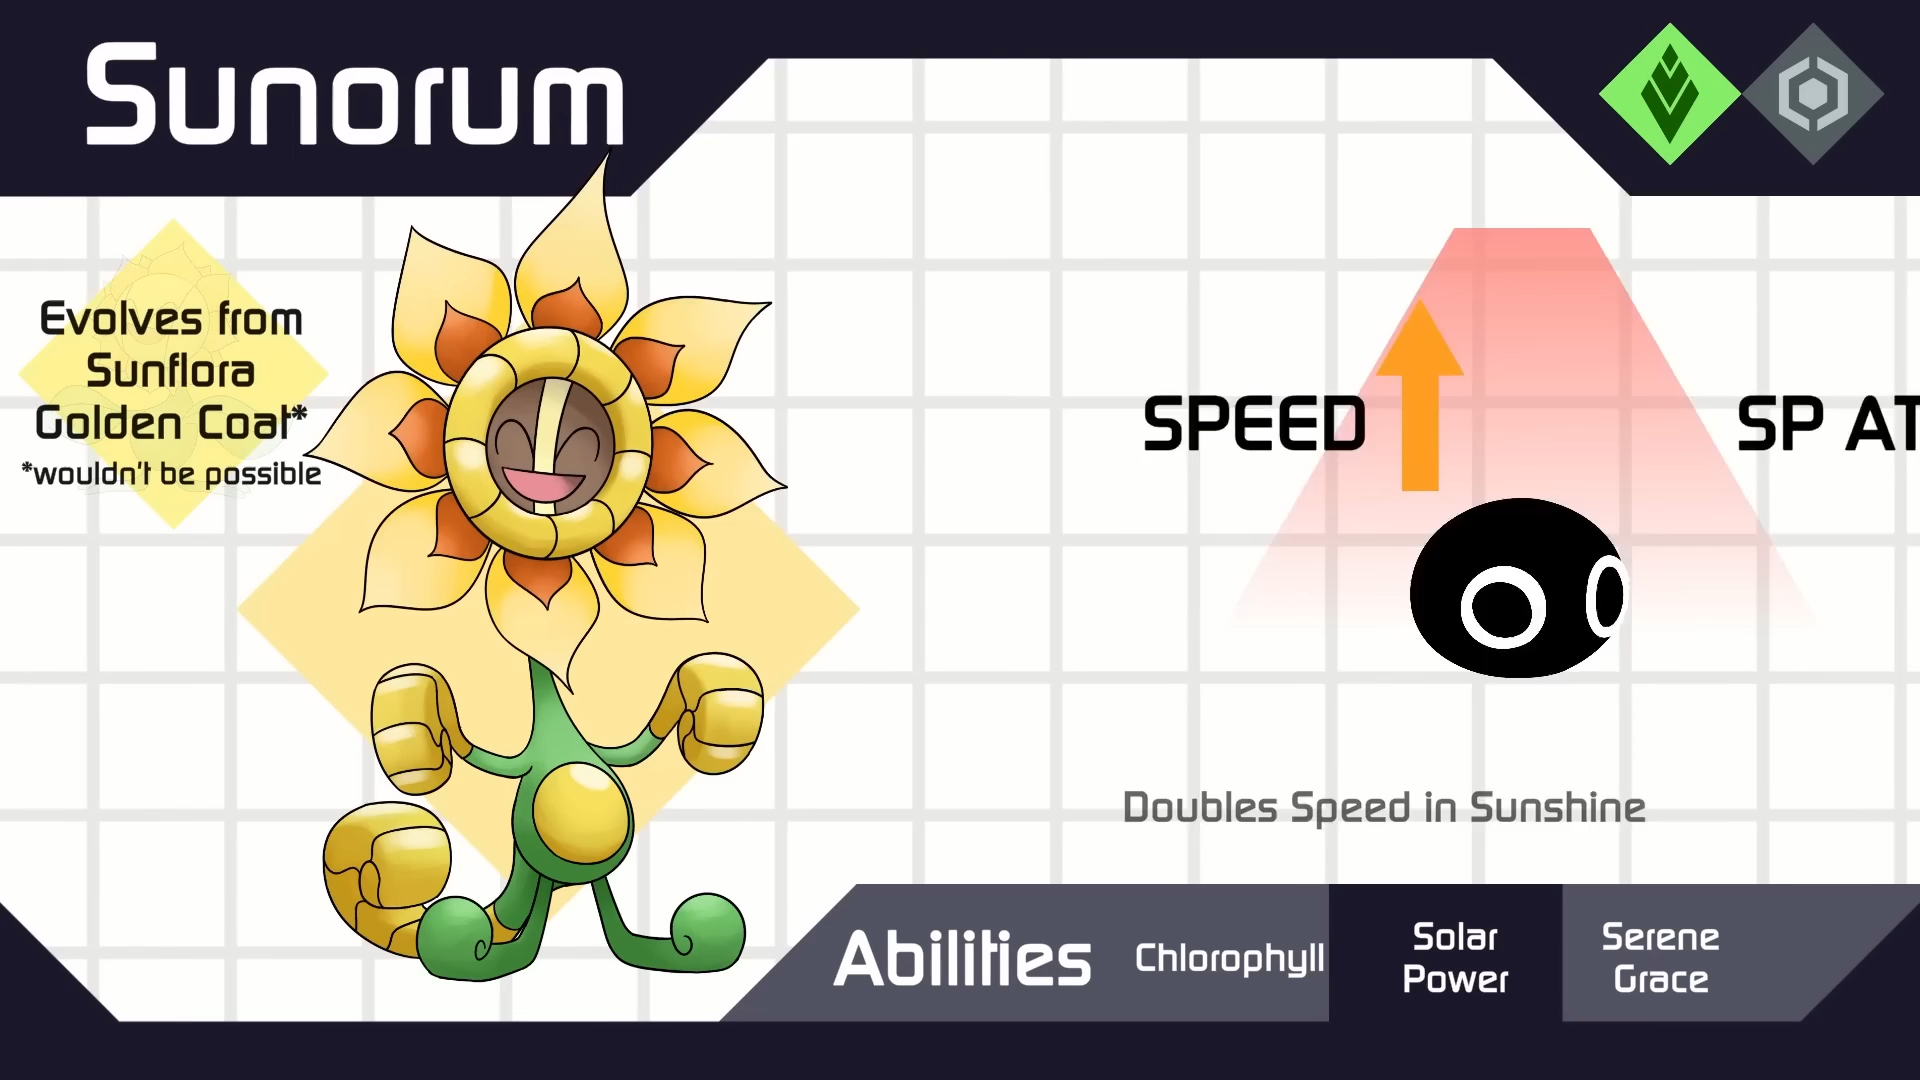 Sunorum
Evolves from
Sunflora
Golden Coat*
*wouldn't be possible
SPEED
SP AT
Doubles Speed in Sunshine
Abilities
Chlorophyll
Solar
Power
Serene
Grace